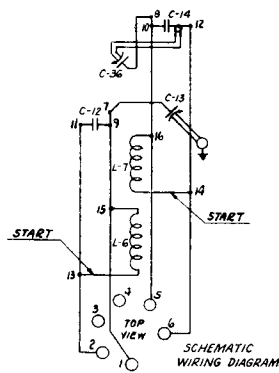 8 C-14
10 12
C-36
7 C-12 C-13
11 9
16
L-7
14
15 START
START L-6
13
4 5
3 TOP VIEW 6
2 1
SCHEMATIC
WIRING DIAGRAM